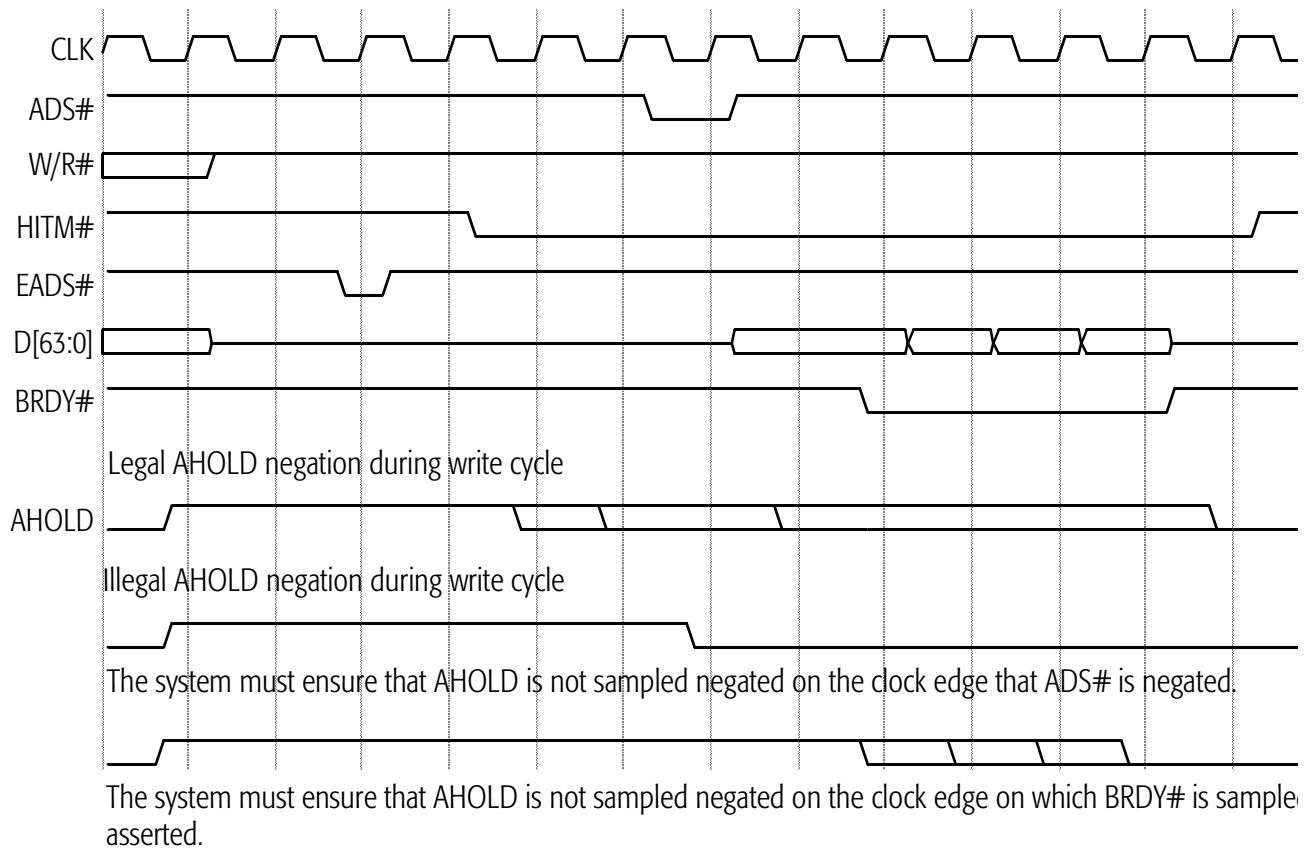 CLK
ADS#
W/R#
HITM#
EADS#
D[63:0]
BRDY#
Legal AHOLD negation during write cycle
AHOLD
Illegal AHOLD negation during write cycle
The system must ensure that AHOLD is not sampled negated on the clock edge that ADS# is negated.
The system must ensure that AHOLD is not sampled negated on the clock edge on which BRDY# is
asserted.